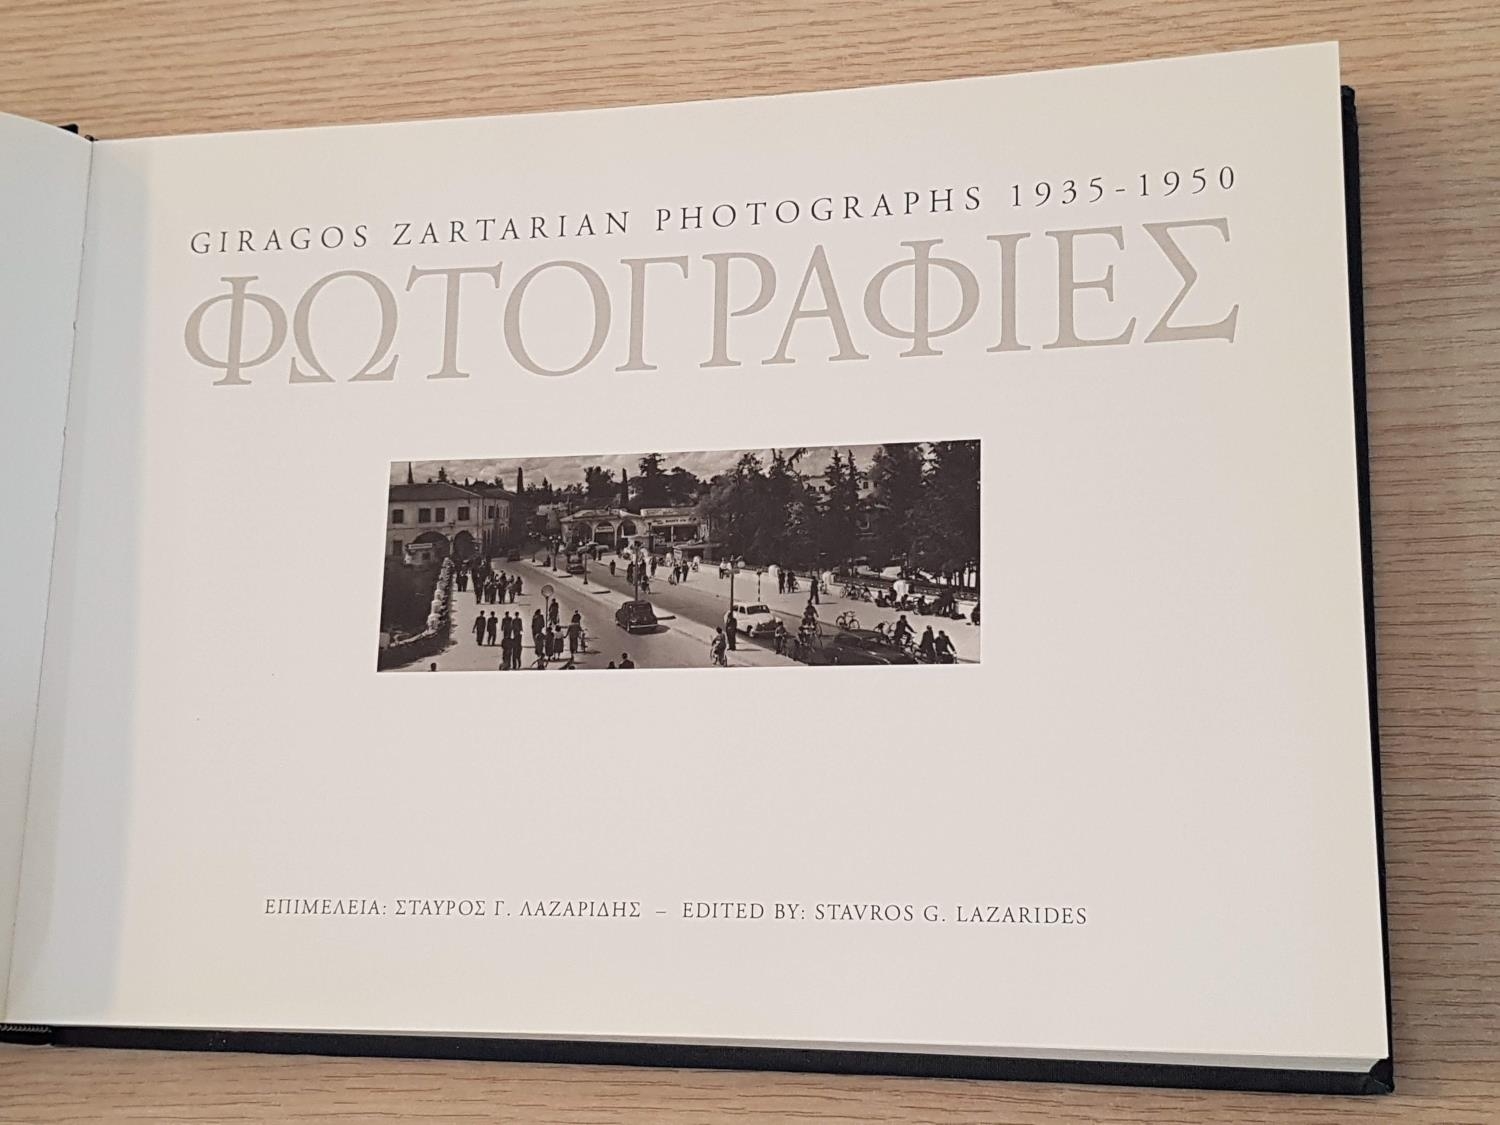 GIRAGOS ZARTARIAN PHOTOGRAPHS 1935-1950
ΦΩΤΟΓΡΑΦΙΕΣ
ΕΠΙΜΕΛΕΙΑ: ΣΤΑΥΡΟΣ Γ. ΛΑΖΑΡΙΔΗΣ – EDITED BY: STAVROS G. LAZARIDES